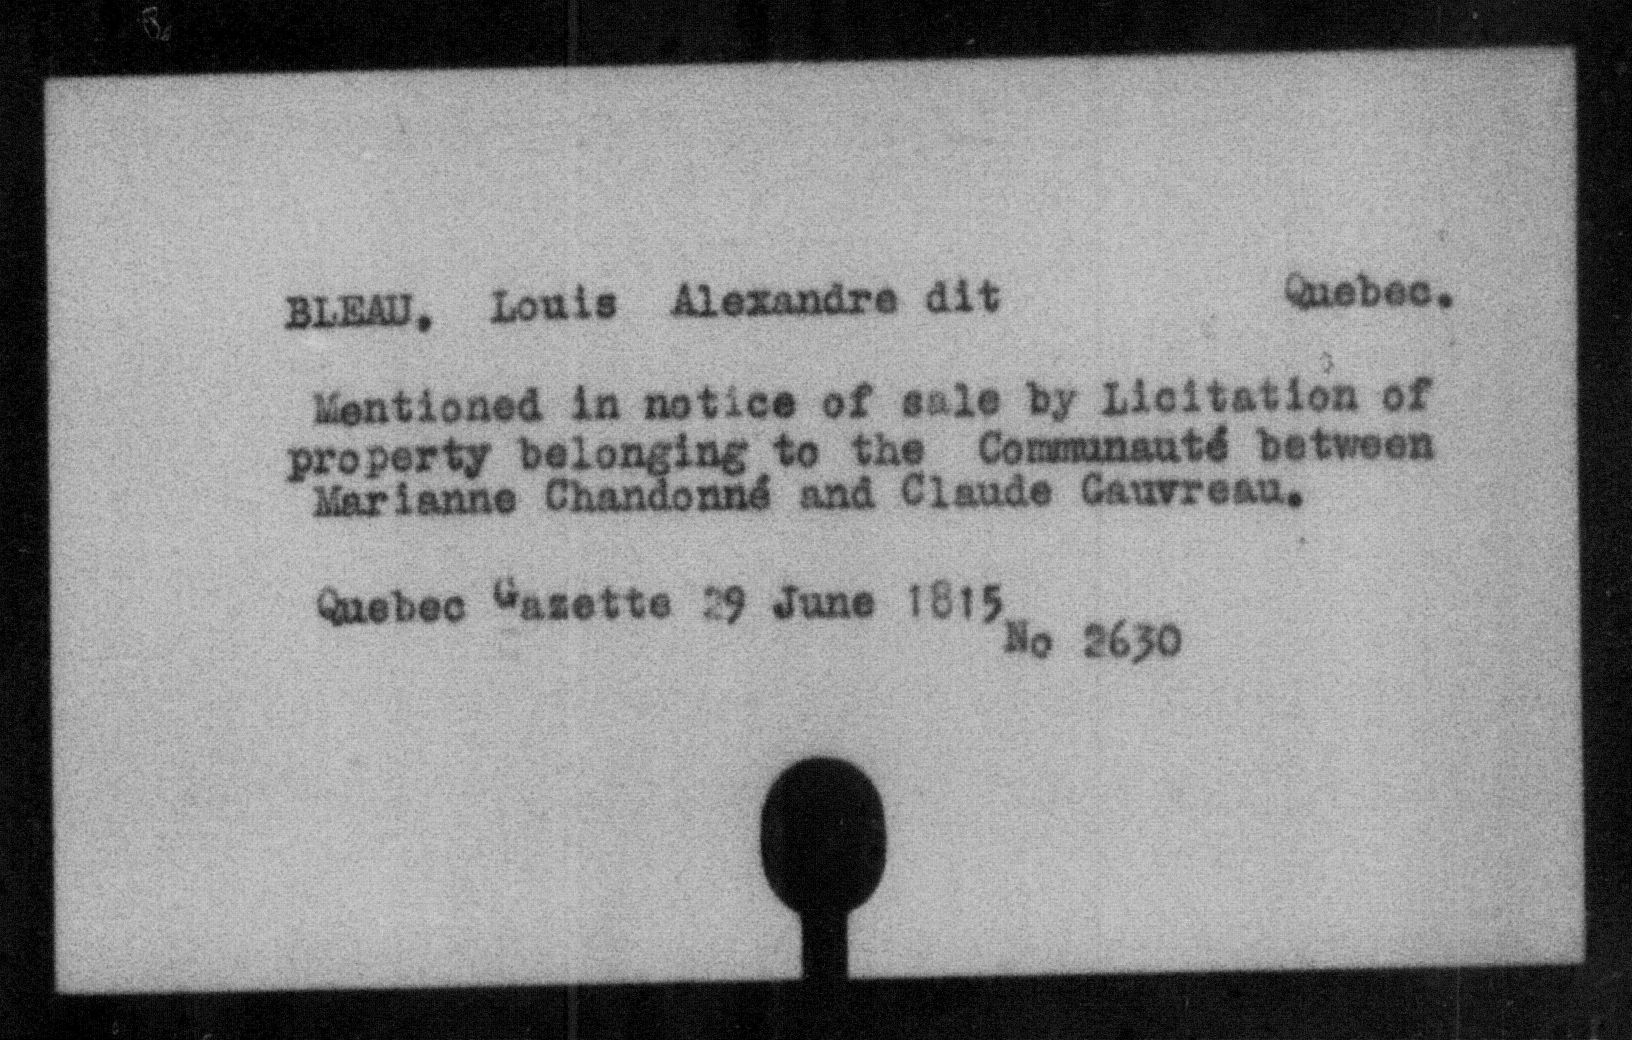 BLEAU. Louis Alexandre dit Quebec.
Mentioned in notice of sale by Licitation of
property belonging to the Communauté between
Marianne Chandonné and Claude Gauvreau.
Quebec Gazette 29 June 1815
No 2630